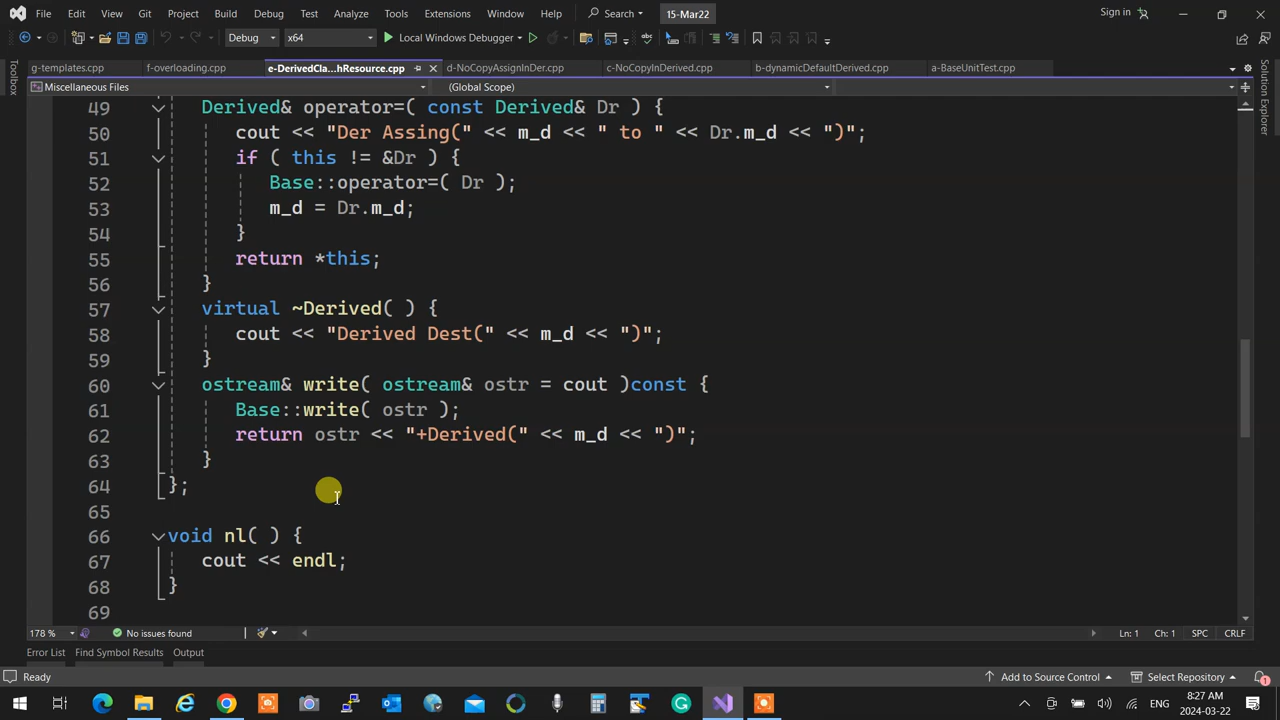 File Edit View Git Project Build Debug Test Analyze Tools Extensions Window Help Search 15-Mar22 Sign in
Debug x64 Local Windows Debugger
g-templates.cpp f-overloading.cpp e-DerivedCla...hResource.cpp d-NoCopyAssignInDer.cpp c-NoCopyInDerived.cpp b-dynamicDefaultDerived.cpp a-BaseUnitTest.cpp
Miscellaneous Files (Global Scope)
Toolbox
Solution Explorer
49 Derived& operator=( const Derived& Dr ) {
50 cout << "Der Assing(" << m_d << " to " << Dr.m_d << ")";
51 if ( this != &Dr ) {
52 Base::operator=( Dr );
53 m_d = Dr.m_d;
54 }
55 return *this;
56 }
57 virtual ~Derived( ) {
58 cout << "Derived Dest(" << m_d << ")";
59 }
60 ostream& write( ostream& ostr = cout )const {
61 Base::write( ostr );
62 return ostr << "+Derived(" << m_d << ")";
63 }
64 };
65
66 void nl( ) {
67 cout << endl;
68 }
69
178 % No issues found Ln: 1 Ch: 1 SPC CRLF
Error List Find Symbol Results Output
Ready Add to Source Control Select Repository 1
ENG 8:27 AM
2024-03-22